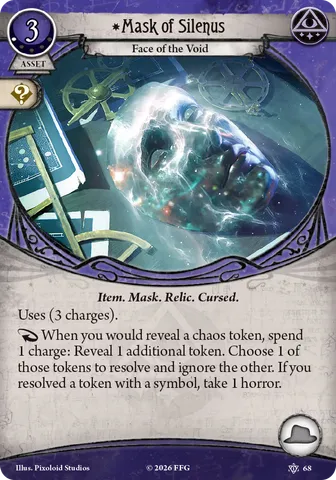 3
✷Mask of Silenus
Face of the Void
ASSET
?
Item. Mask. Relic. Cursed.
Uses (3 charges).
When you would reveal a chaos token, spend
1 charge: Reveal 1 additional token. Choose 1 of
those tokens to resolve and ignore the other. If you
resolved a token with a symbol, take 1 horror.
Illus. Pixoloid Studios
© 2026 FFG
68